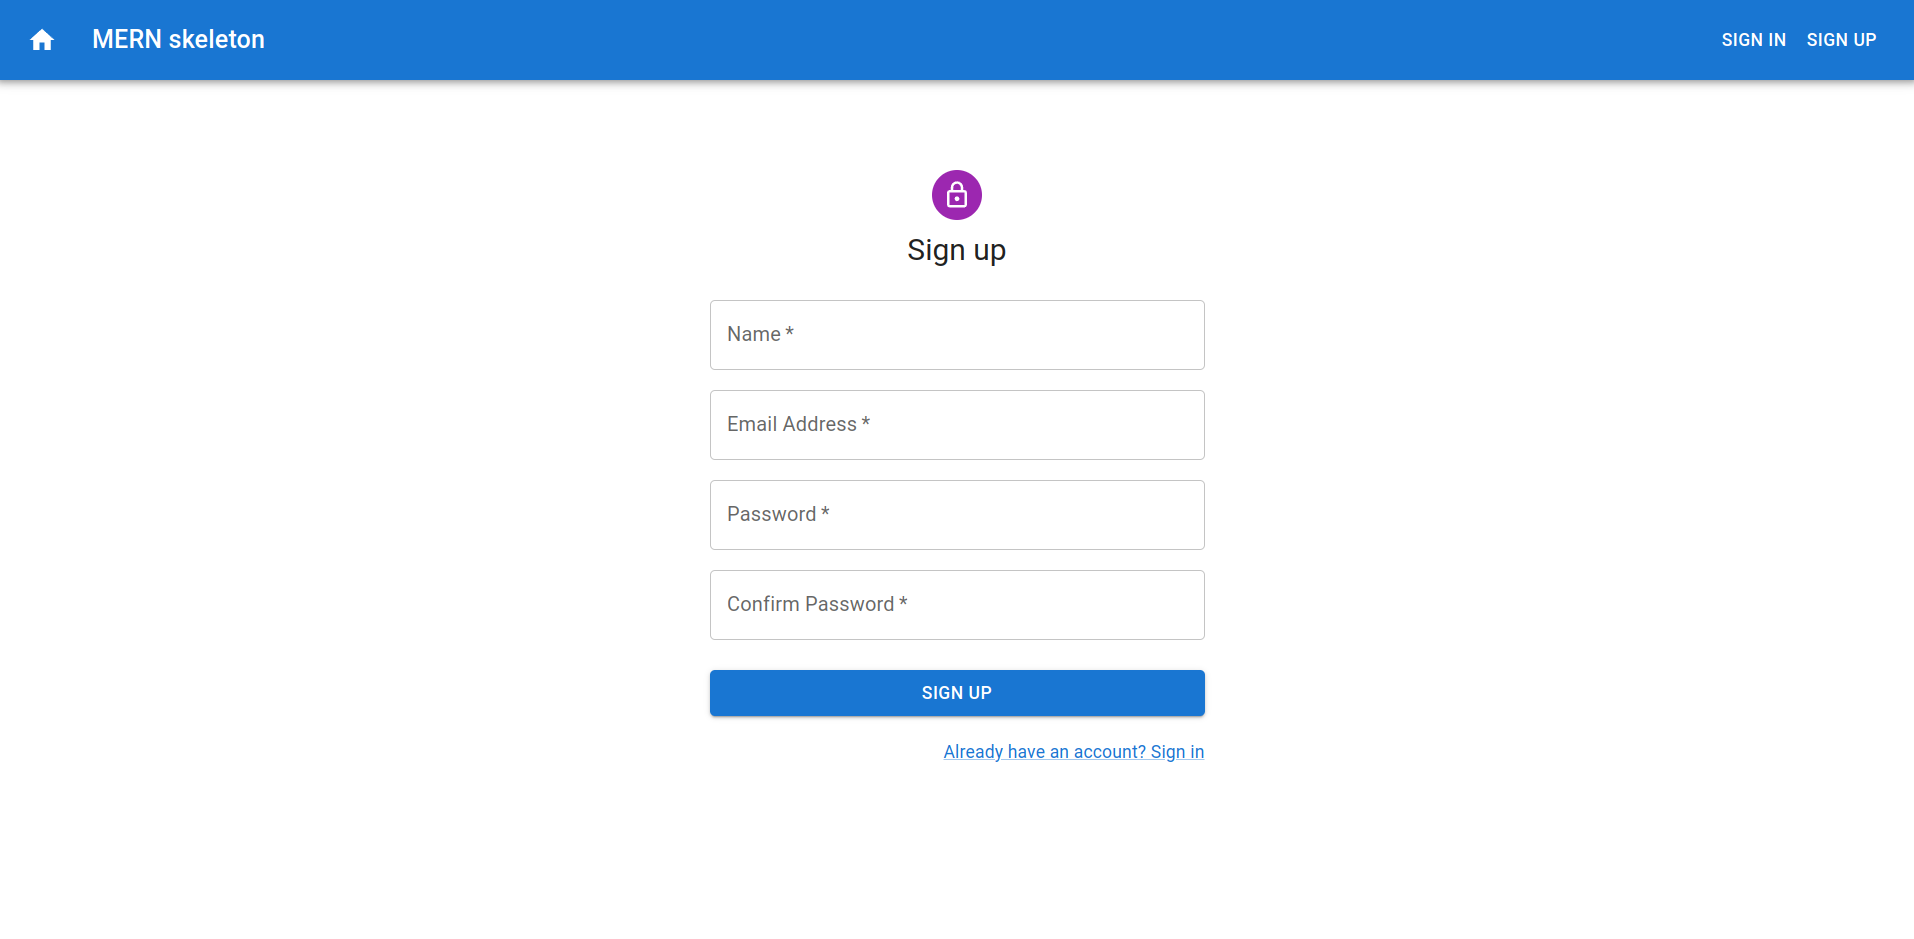 MERN skeleton
SIGN IN SIGN UP
Sign up
Name *
Email Address *
Password *
Confirm Password *
SIGN UP
Already have an account? Sign in